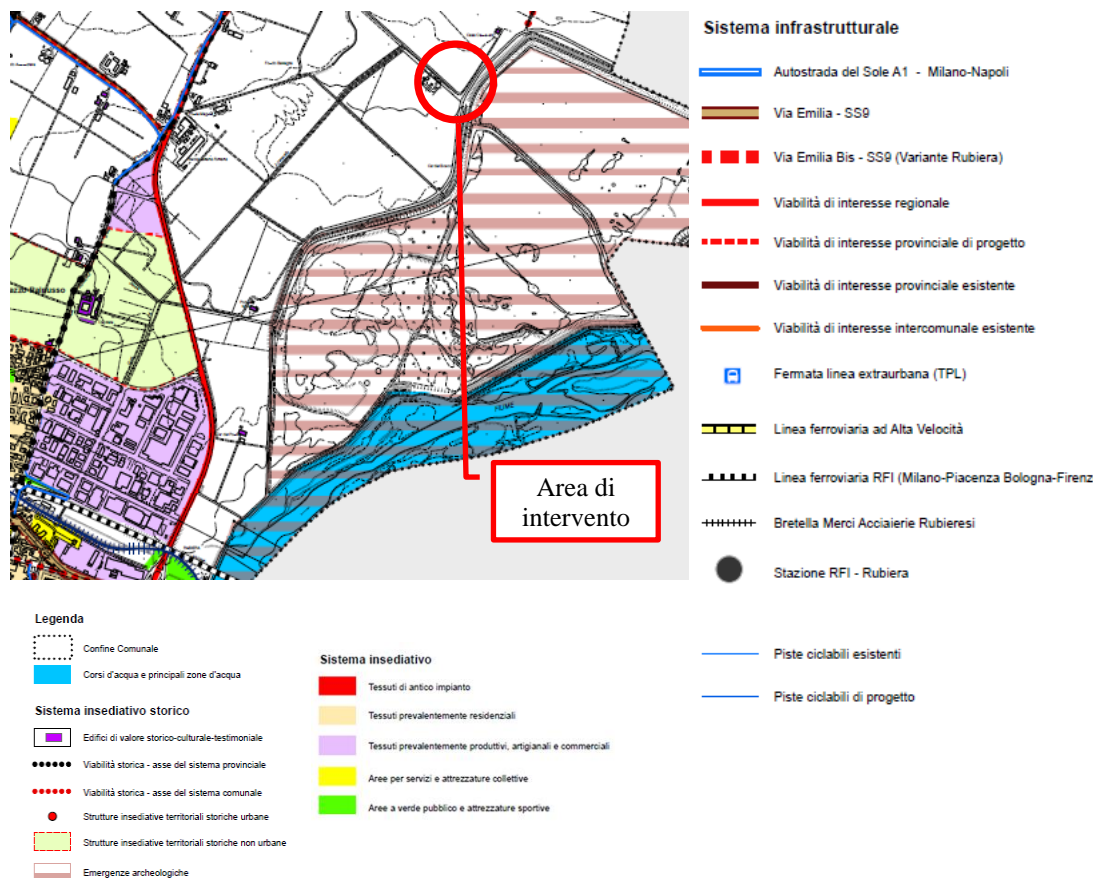 Sistema infrastrutturale
Autostrada del Sole A1 - Milano-Napoli
Via Emilia - SS9
Via Emilia Bis - SS9 (Variante Rubiera)
Viabilità di interesse regionale
Viabilità di interesse provinciale di progetto
Viabilità di interesse provinciale esistente
Viabilità di interesse intercomunale esistente
Fermata linea extraurbana (TPL)
Linea ferroviaria ad Alta Velocità
Linea ferroviaria RFI (Milano-Piacenza Bologna-Firenz
Bretella Merci Acciaierie Rubieresi
Stazione RFI - Rubiera
Piste ciclabili esistenti
Piste ciclabili di progetto
FIUME
Area di
intervento
Legenda
Confine Comunale
Corsi d'acqua e principali zone d'acqua
Sistema insediativo storico
Edifici di valore storico-culturale-testimoniale
Viabilità storica - asse del sistema provinciale
Viabilità storica - asse del sistema comunale
Strutture insediative territoriali storiche urbane
Strutture insediative territoriali storiche non urbane
Emergenze archeologiche
Sistema insediativo
Tessuti di antico impianto
Tessuti prevalentemente residenziali
Tessuti prevalentemente produttivi, artigianali e commerciali
Aree per servizi e attrezzature collettive
Aree a verde pubblico e attrezzature sportive